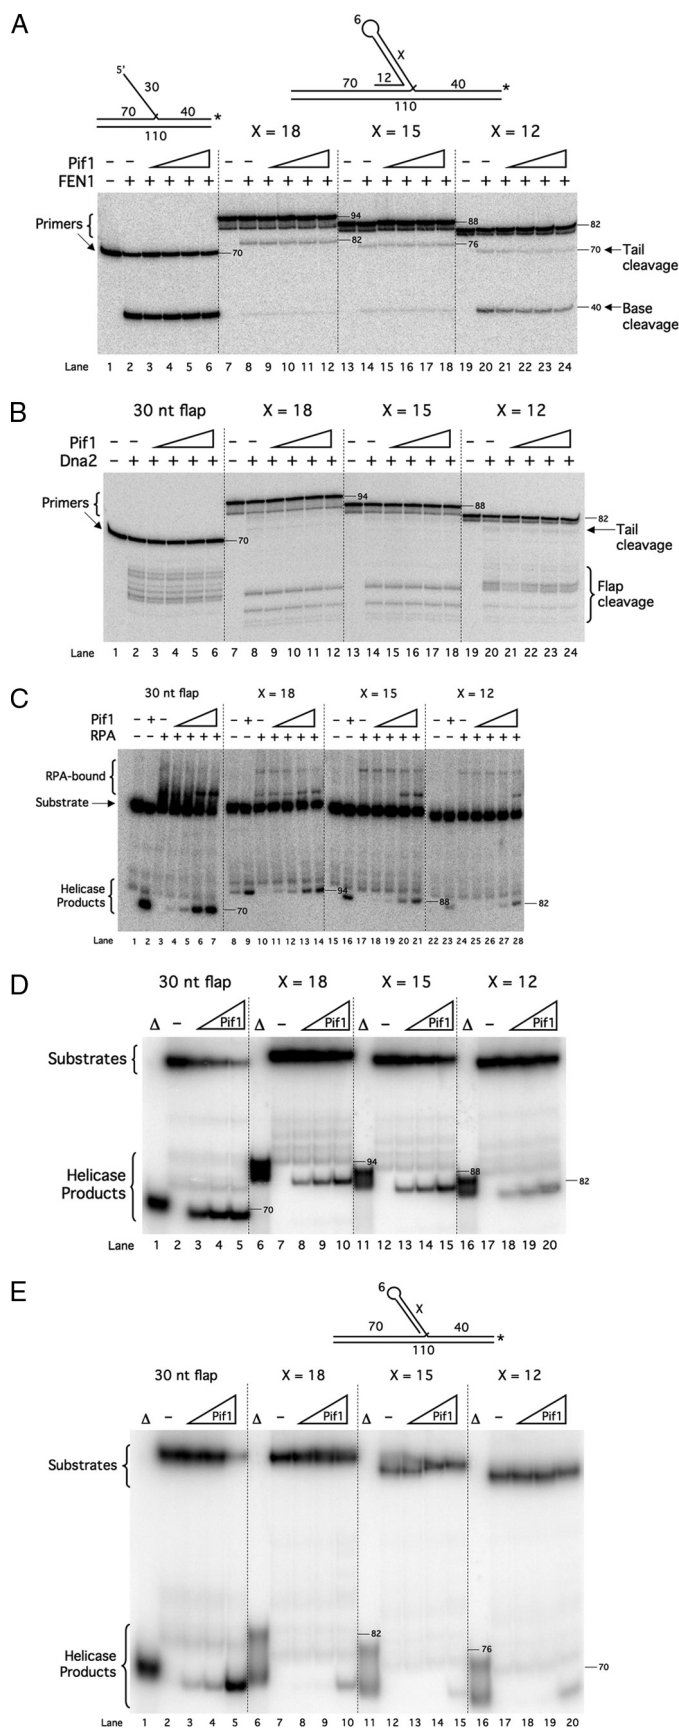 A
6
X
5'
30
70
12
40
*
70
40
*
110
110
X = 18
X = 15
X = 12
Pif1
– – – – – – – –
FEN1
– + + + + + – + + + + + – + + + + + – + + + + +
Primers
94
88
82
82
76
70
70
Tail cleavage
40
Base cleavage
Lane 1 2 3 4 5 6 7 8 9 10 11 12 13 14 15 16 17 18 19 20 21 22 23 24
B
30 nt flap
X = 18
X = 15
X = 12
Pif1
– – – – – – – –
Dna2
– + + + + + – + + + + + – + + + + + – + + + + +
Primers
94
88
82
70
Tail cleavage
Flap cleavage
Lane 1 2 3 4 5 6 7 8 9 10 11 12 13 14 15 16 17 18 19 20 21 22 23 24
C
30 nt flap
X = 18
X = 15
X = 12
Pif1
– + – – + – – + – – + –
RPA
– – + + + + + – – + + + + + – – + + + + + – – + + + + +
RPA-bound
Substrate
Helicase Products
70
94
88
82
Lane 1 2 3 4 5 6 7 8 9 10 11 12 13 14 15 16 17 18 19 20 21 22 23 24 25 26 27 28
D
30 nt flap
X = 18
X = 15
X = 12
Δ – Pif1 Δ – Pif1 Δ – Pif1 Δ – Pif1
Substrates
Helicase Products
94
88
82
70
Lane 1 2 3 4 5 6 7 8 9 10 11 12 13 14 15 16 17 18 19 20
E
6
X
70
40
*
110
30 nt flap
X = 18
X = 15
X = 12
Δ – Pif1 Δ – Pif1 Δ – Pif1 Δ – Pif1
Substrates
Helicase Products
82
76
70
Lane 1 2 3 4 5 6 7 8 9 10 11 12 13 14 15 16 17 18 19 20